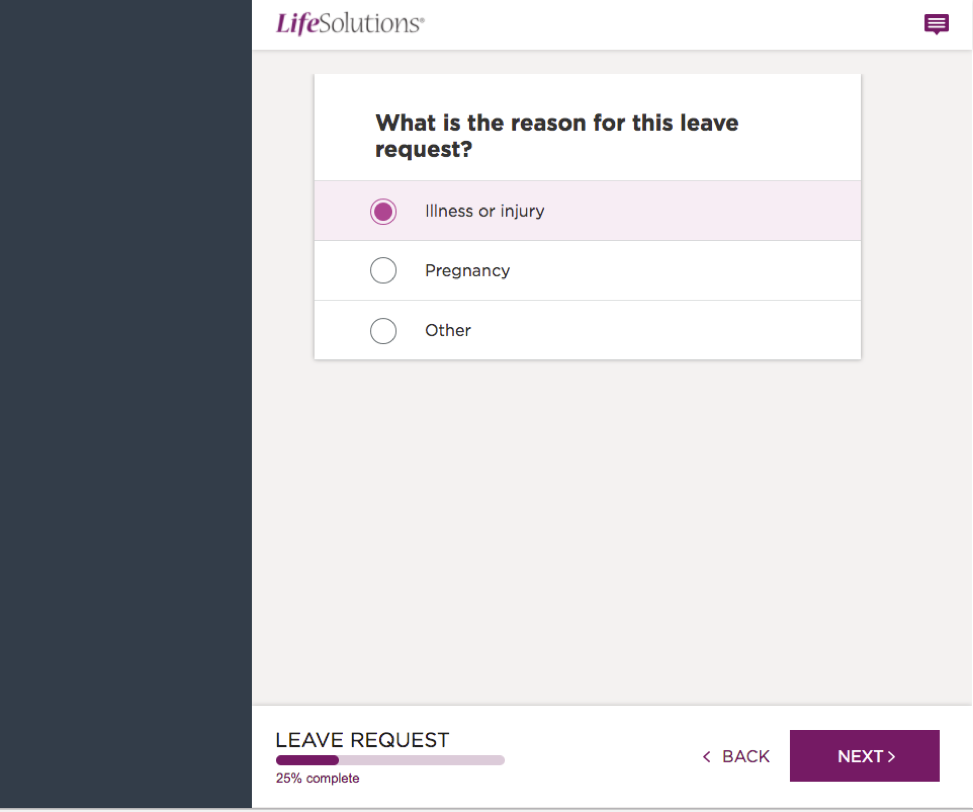 LifeSolutions®
What is the reason for this leave
request?
Illness or injury
Pregnancy
Other
LEAVE REQUEST
25% complete
< BACK
NEXT >